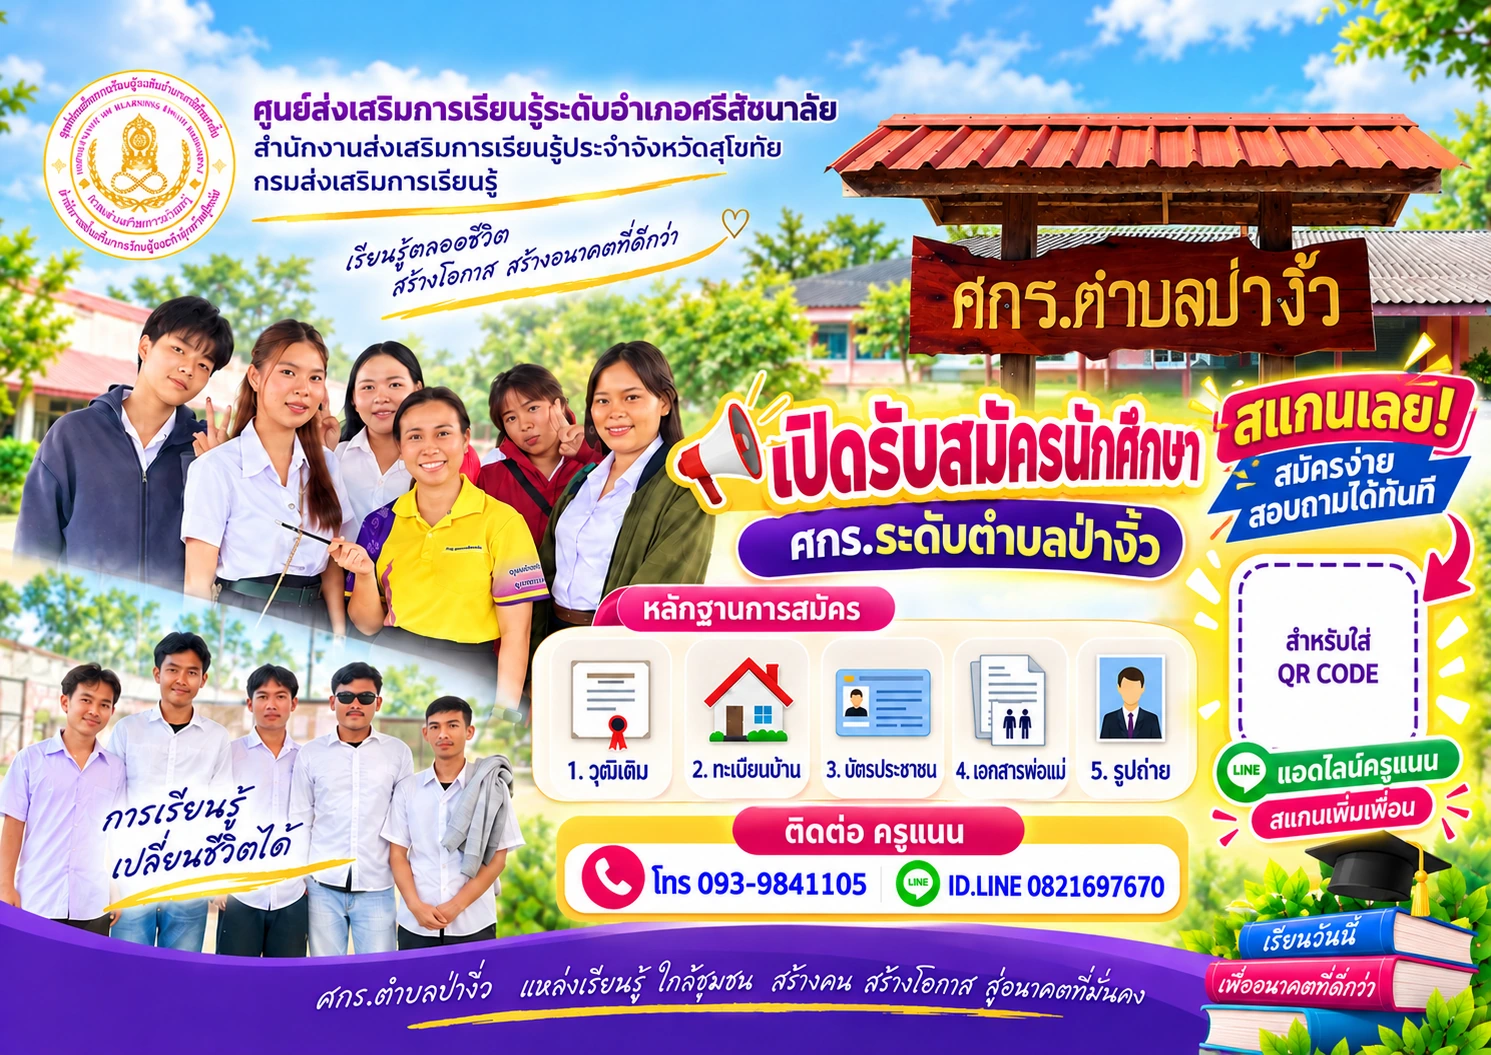 ศูนย์ส่งเสริมการเรียนรู้ระดับอำเภอศรีสัชนาลัย
สำนักงานส่งเสริมการเรียนรู้ประจำจังหวัดสุโขทัย
กรมส่งเสริมการเรียนรู้
เรียนรู้ตลออชีวิต
สร้างโอกาส สร้างอนาคตที่ดีกว่า
ศกร.ตำบลป่างิ้ว
เปิดรับสมัครนักศึกษา
ศกร.ระดับตำบลป่างิ้ว
สแกนเลย!
สมัครง่าย
สอบถามได้ทันที
สำหรับใส่
QR CODE
LINE แอดไลน์ครูแนน
สแกนเพิ่มเพื่อน
หลักฐานการสมัคร
1. วุฒิเดิม
2. ทะเบียนบ้าน
3. บัตรประชาชน
4. เอกสารพ่อแม่
5. รูปถ่าย
ติดต่อ ครูแนน
โทร 093-9841105
LINE ID.LINE 0821697670
การเรียนรู้
เปลี่ยนชีวิตได้
เรียนวันนี้
เพื่ออนาคตที่ดีกว่า
ศกร.ตำบลป่างิ้ว แหล่งเรียนรู้ ใกล้ชุมชน สร้างคน สร้างโอกาส สู่อนาคตที่มั่นคง